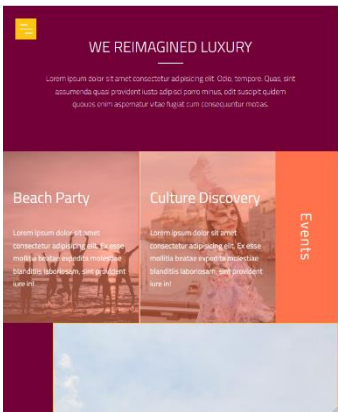 WE REIMAGINED LUXURY
Lorem ipsum dolor sit amet consectetur adipisicing elit. Odio, tempore. Quas, sint
assumenda quasi provident iusto adipisci porro minus, odit suscipit quidem
quoues enim aspernatur vitae fugiat cum consequuntur motias.
Beach Party
Lorem ipsum dolor sit amet
consectetur adipisicing elit. Ex esse
mollitia beatae expedita molestiae
blanditiis laboriosam, sint provident
iure in!
Culture Discovery
Lorem ipsum dolor sit amet
consectetur adipisicing elit. Ex esse
mollitia beatae expedita molestiae
blanditiis laboriosam, sint provident
iure in!
Events